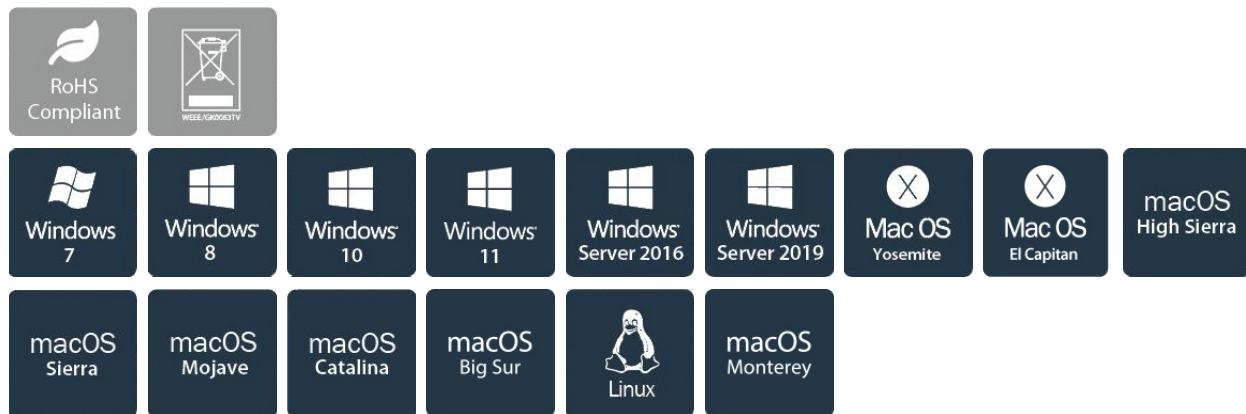 RoHS
Compliant
WEEE/GK0083TV
Windows
7
Windows
8
Windows
10
Windows
11
Windows
Server 2016
Windows
Server 2019
X
Mac OS
Yosemite
X
Mac OS
El Capitan
macOS
High Sierra
macOS
Sierra
macOS
Mojave
macOS
Catalina
macOS
Big Sur
Linux
macOS
Monterey